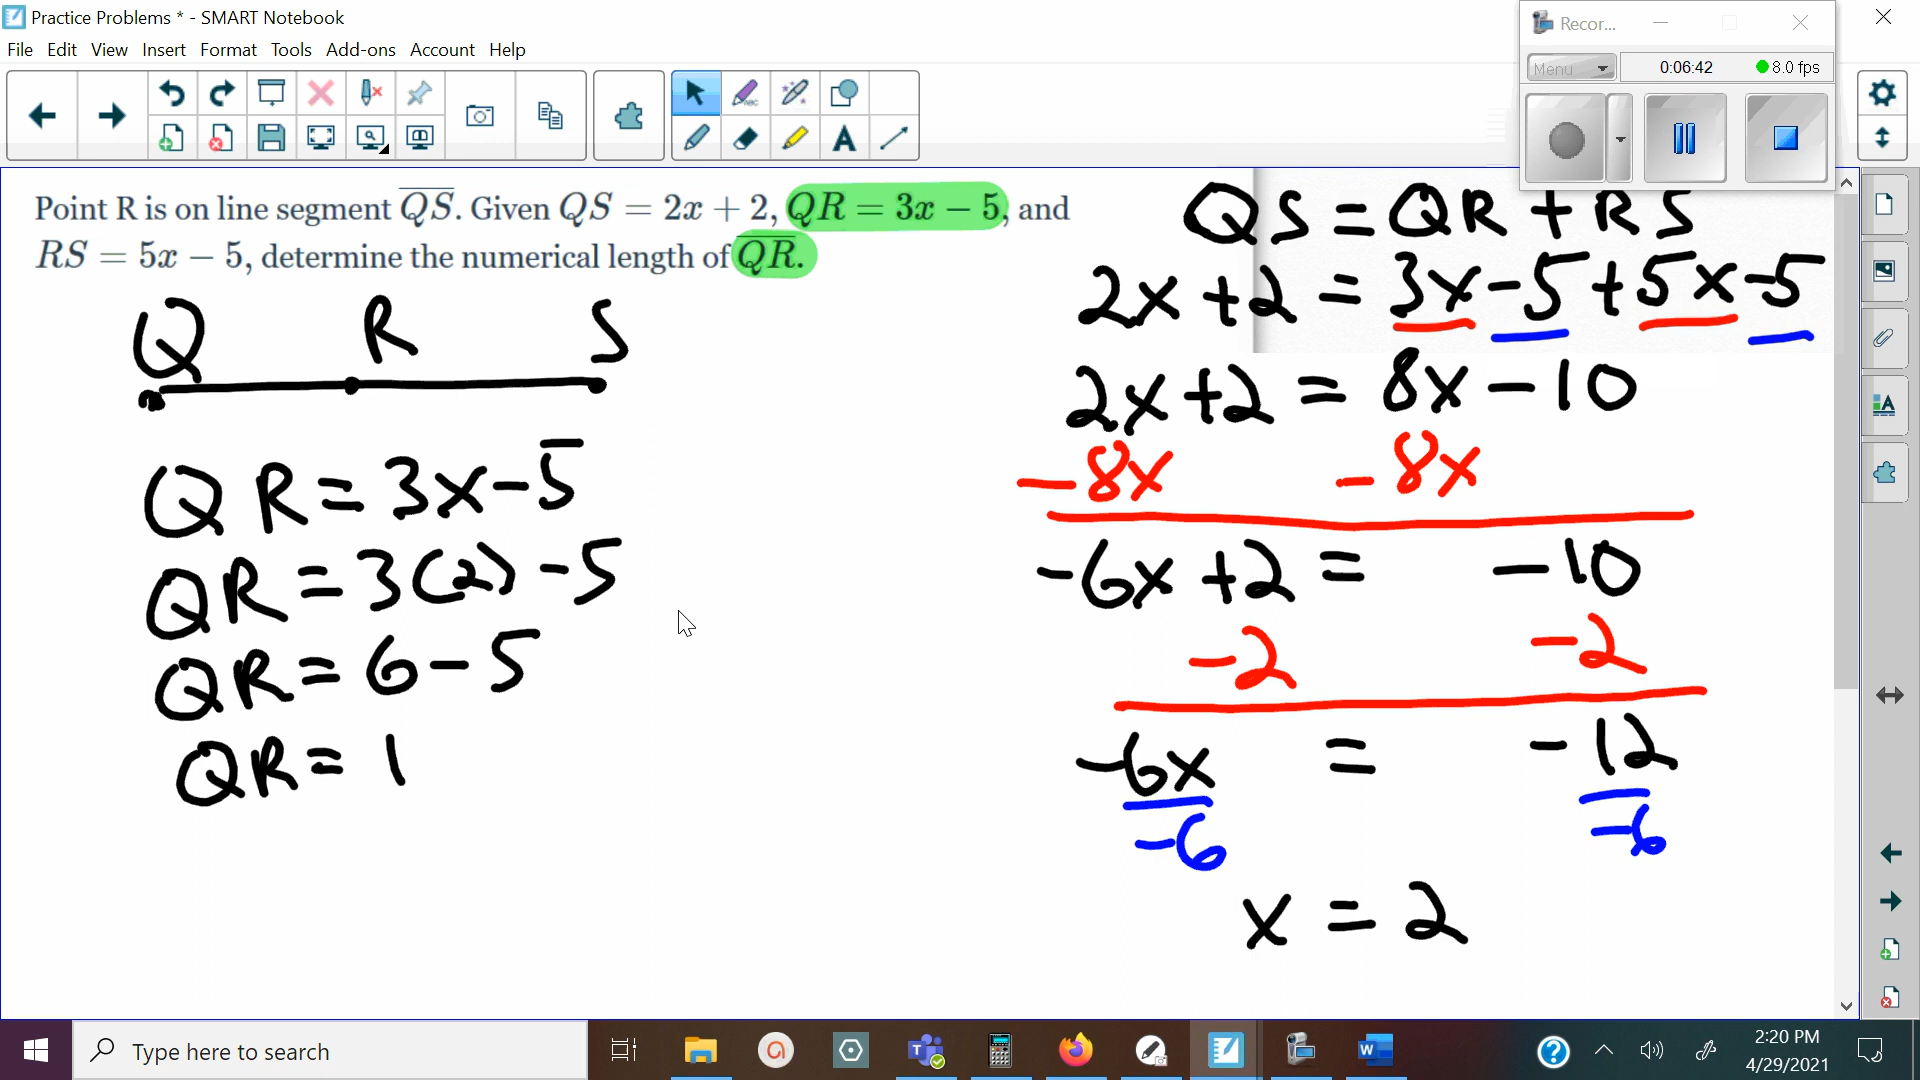 Practice Problems * - SMART Notebook
File Edit View Insert Format Tools Add-ons Account Help
Recor...
Menu 0:06:42 8.0 fps
Point R is on line segment QS. Given QS = 2x + 2, QR = 3x − 5, and
RS = 5x − 5, determine the numerical length of QR.
Q R S
QR = 3x - 5
QR = 3(2) - 5
QR = 6 - 5
QR = 1
QS = QR + RS
2x + 2 = 3x - 5 + 5x - 5
2x + 2 = 8x - 10
- 8x - 8x
-6x + 2 = -10
-2 -2
-6x = -12
-6 -6
x = 2
Type here to search
2:20 PM
4/29/2021